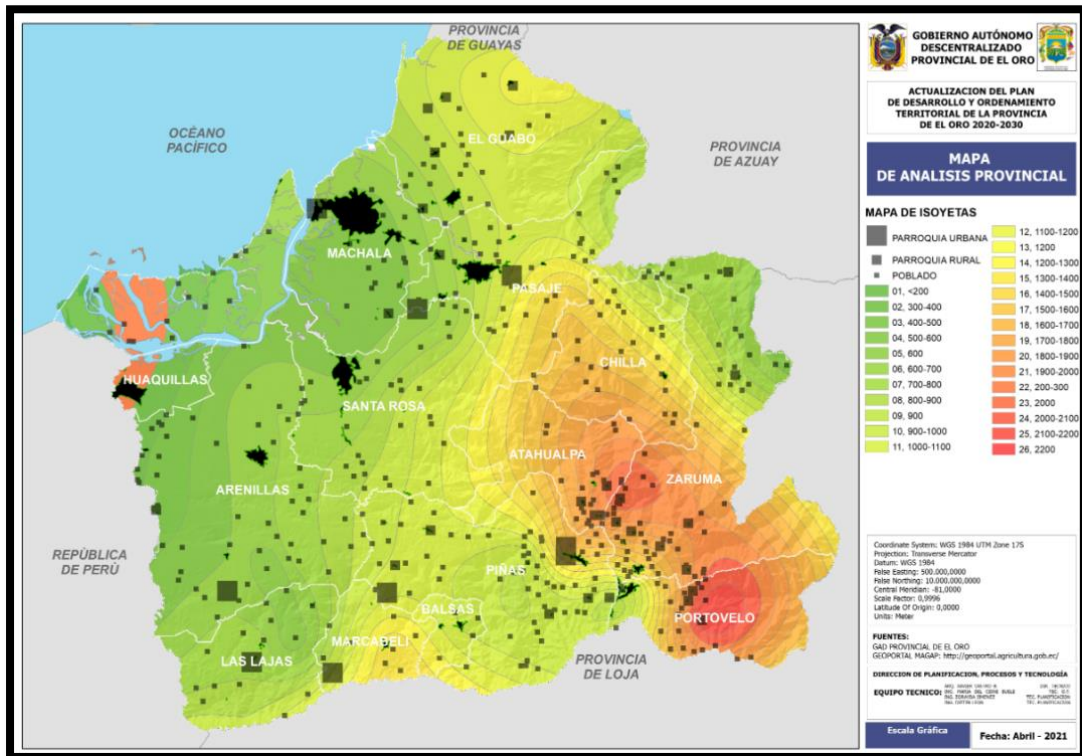 PROVINCIA
DE GUAYAS
OCÉANO
PACÍFICO
EL GUABO
PROVINCIA
DE AZUAY
MACHALA
PASAJE
HUAQUILLAS
CHILLA
SANTA ROSA
ATAHUALPA
ZARUMA
ARENILLAS
REPÙBLICA
DE PERÙ
PIÑAS
BALSAS
PORTOVELO
MARCABELI
LAS LAJAS
PROVINCIA
DE LOJA
GOBIERNO AUTÓNOMO
DESCENTRALIZADO
PROVINCIAL DE EL ORO
ACTUALIZACION DEL PLAN
DE DESARROLLO Y ORDENAMIENTO
TERRITORIAL DE LA PROVINCIA
DE EL ORO 2020-2030
MAPA
DE ANALISIS PROVINCIAL
MAPA DE ISOYETAS
PARROQUIA URBANA
PARROQUIA RURAL
POBLADO
01, <200
02, 300-400
03, 400-500
04, 500-600
05, 600
06, 600-700
07, 700-800
08, 800-900
09, 900
10, 900-1000
11, 1000-1100
12, 1100-1200
13, 1200
14, 1200-1300
15, 1300-1400
16, 1400-1500
17, 1500-1600
18, 1600-1700
19, 1700-1800
20, 1800-1900
21, 1900-2000
22, 200-300
23, 2000
24, 2000-2100
25, 2100-2200
26, 2200
Coordinate System: WGS 1984 UTM Zone 17S
Projection: Transverse Mercator
Datum: WGS 1984
False Easting: 500.000,0000
False Northing: 10.000.000,0000
Central Meridian: -81,0000
Scale Factor: 0,9996
Latitude Of Origin: 0,0000
Units: Meter
FUENTES:
GAD PROVINCIAL DE EL ORO
GEOPORTAL MAGAP: http://geoportal.agricultura.gob.ec/
DIRECCION DE PLANIFICACION, PROCESOS Y TECNOLOGÍA
EQUIPO TECNICO:
Escala Gráfica
Fecha: Abril - 2021